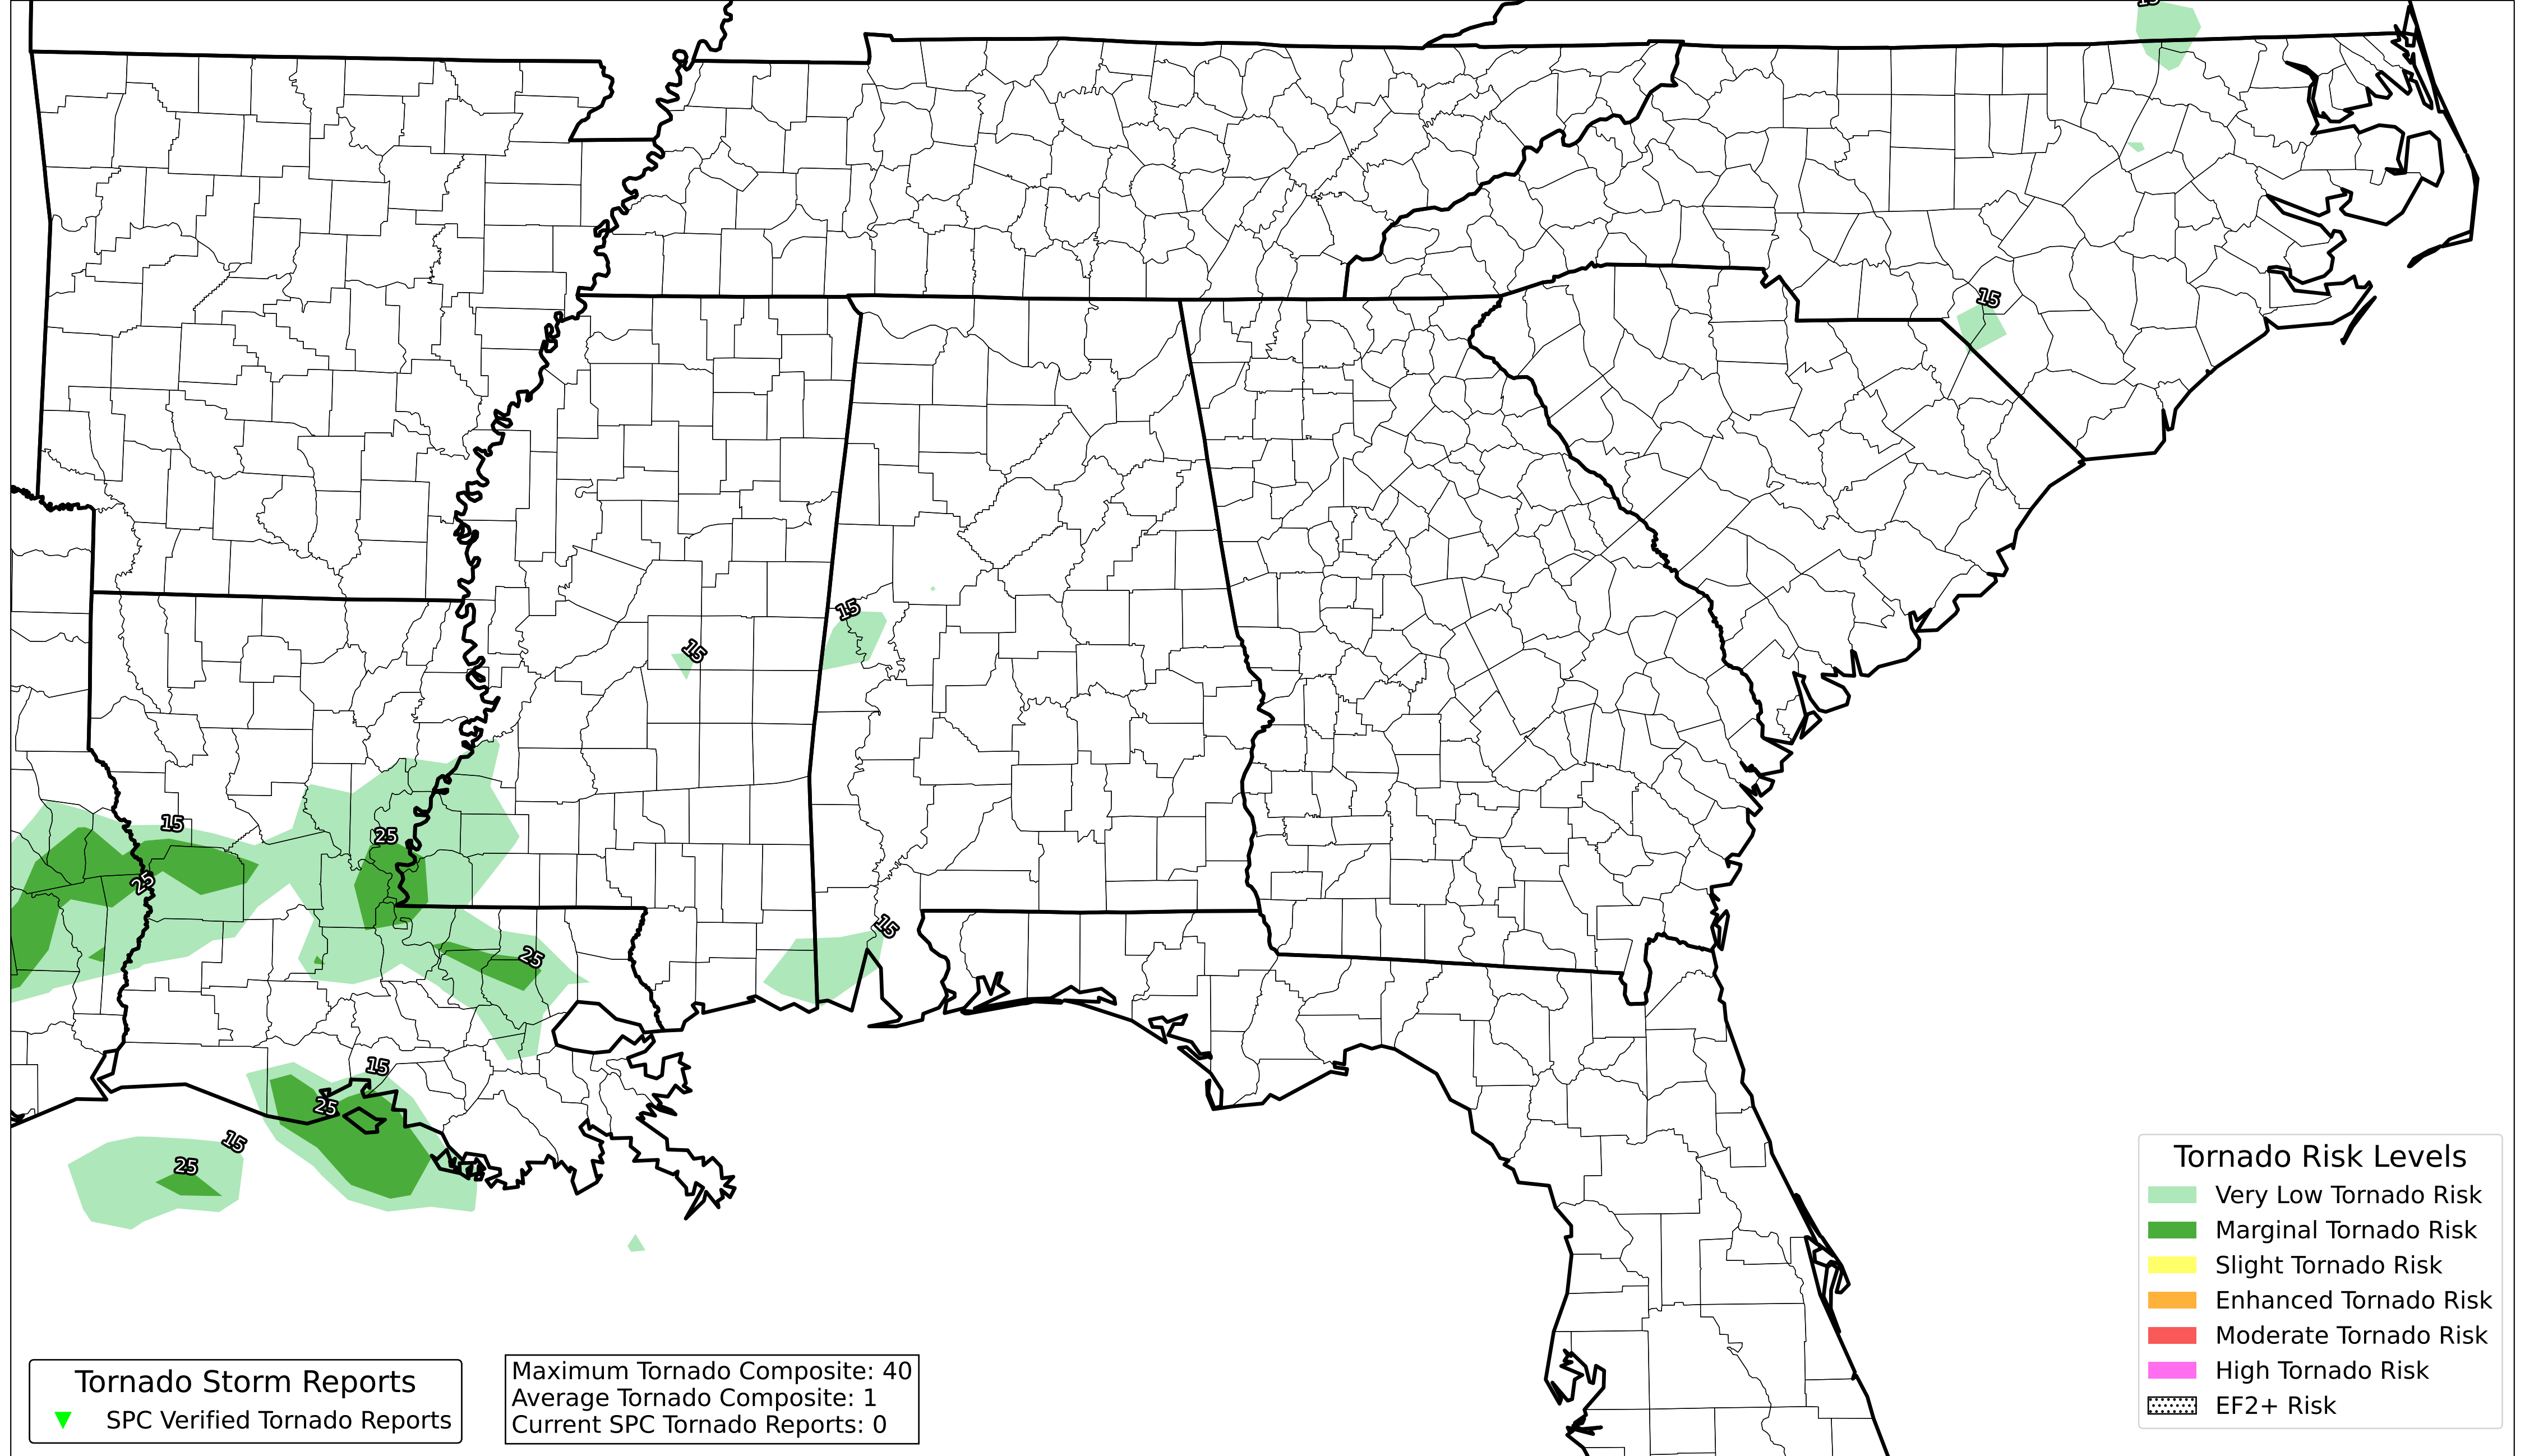 15
15
15
15
15
25
25
15
25
15
25
15
25
Tornado Risk Levels
Very Low Tornado Risk
Marginal Tornado Risk
Slight Tornado Risk
Enhanced Tornado Risk
Moderate Tornado Risk
High Tornado Risk
EF2+ Risk
Tornado Storm Reports
SPC Verified Tornado Reports
Maximum Tornado Composite: 40
Average Tornado Composite: 1
Current SPC Tornado Reports: 0